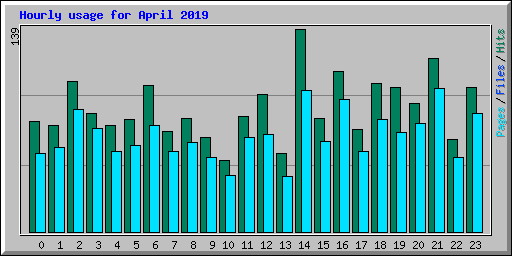 Hourly usage for April 2019
139
Pages / Files / Hits
0 1 2 3 4 5 6 7 8 9 10 11 12 13 14 15 16 17 18 19 20 21 22 23